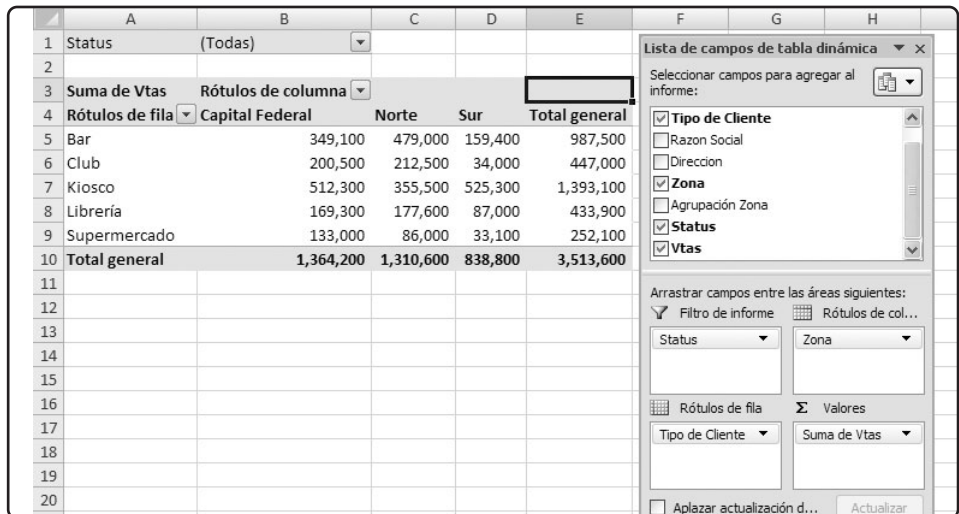 A B C D E F G H
1 Status (Todas)
2
3 Suma de Vtas Rótulos de columna
4 Rótulos de fila Capital Federal Norte Sur Total general
5 Bar 349,100 479,000 159,400 987,500
6 Club 200,500 212,500 34,000 447,000
7 Kiosco 512,300 355,500 525,300 1,393,100
8 Librería 169,300 177,600 87,000 433,900
9 Supermercado 133,000 86,000 33,100 252,100
10 Total general 1,364,200 1,310,600 838,800 3,513,600
11
12
13
14
15
16
17
18
19
20
Lista de campos de tabla dinámica
Seleccionar campos para agregar al
informe:
Tipo de Cliente
Razon Social
Direccion
Zona
Agrupación Zona
Status
Vtas
Arrastrar campos entre las áreas siguientes:
Filtro de informe Rótulos de col...
Status Zona
Rótulos de fila Σ Valores
Tipo de Cliente Suma de Vtas
Aplazar actualización d... Actualizar